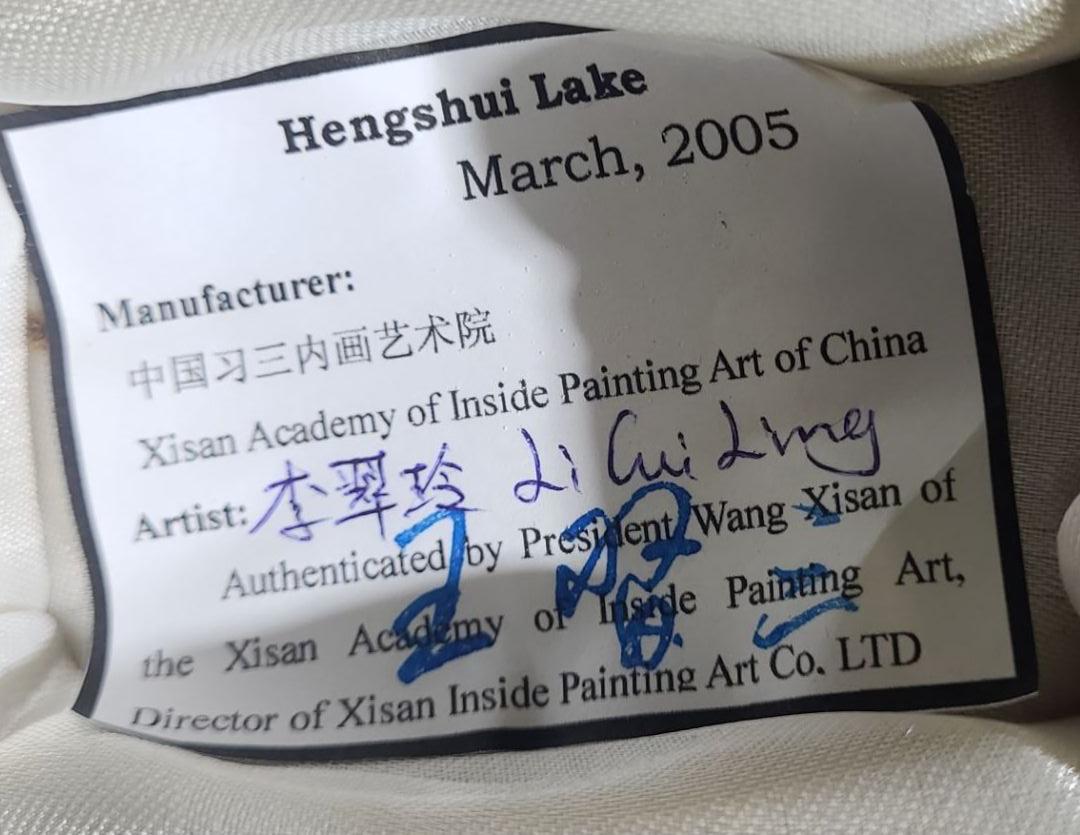 Hengshui Lake
March, 2005
Manufacturer:
中国习三内画艺术院
Xisan Academy of Inside Painting Art of China
Artist: 李翠玲 Li Cui Ling
Authenticated by President Wang Xisan of
the Xisan Academy of Inside Painting Art,
Director of Xisan Inside Painting Art Co. LTD
王习三